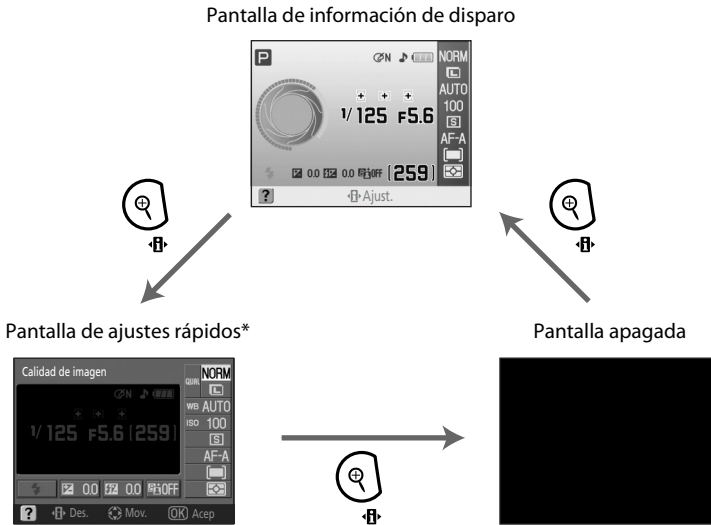 Pantalla de información de disparo
P N NORM
L
AUTO
1/125 F5.6 100
S
AF-A
0.0 0.0 OFF [259]
? i Ajust.
i
i
Pantalla de ajustes rápidos*
Pantalla apagada
Calidad de imagen
QUAL NORM
N L
WB AUTO
1/125 F5.6 [259] ISO 100
S
AF-A
0.0 0.0 OFF
? i Des. Mov. OK Acep
i